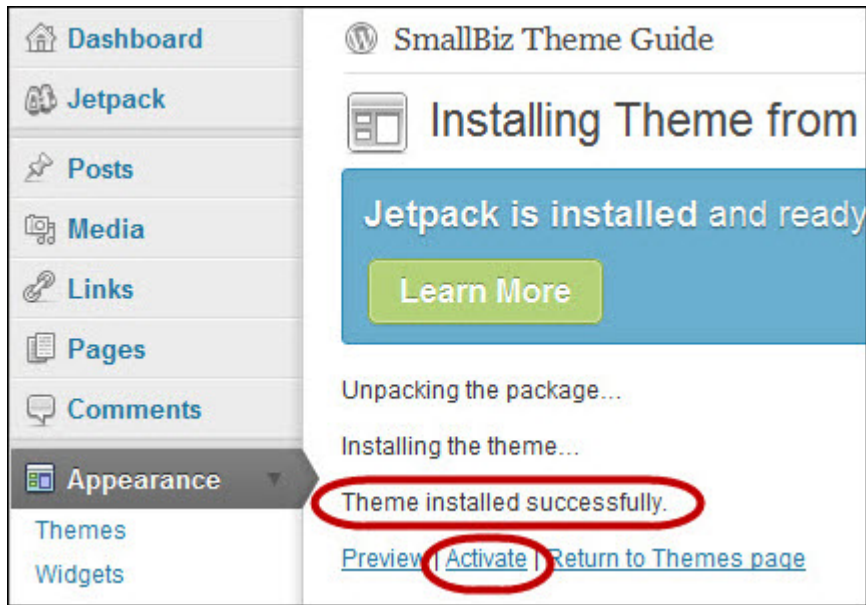 Dashboard
Jetpack
Posts
Media
Links
Pages
Comments
Appearance
Themes
Widgets
SmallBiz Theme Guide
Installing Theme from
Jetpack is installed and ready
Learn More
Unpacking the package…
Installing the theme…
Theme installed successfully.
Preview | Activate | Return to Themes page